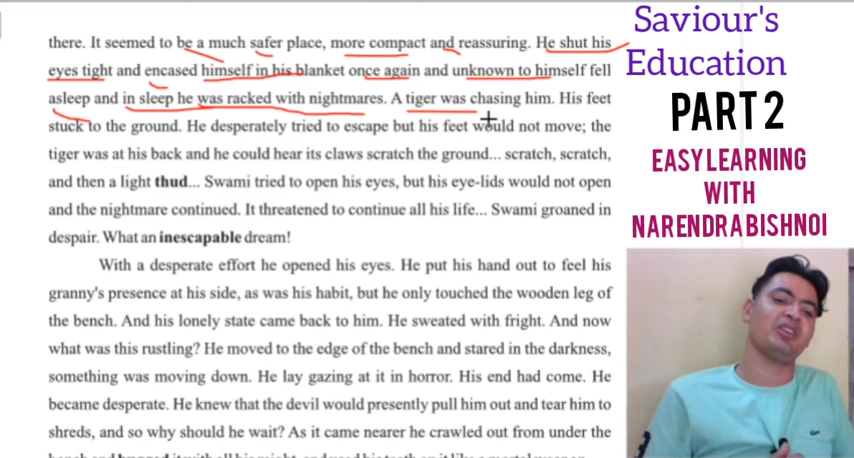 there. It seemed to be a much safer place, more compact and reassuring. He shut his
eyes tight and encased himself in his blanket once again and unknown to himself fell
asleep and in sleep he was racked with nightmares. A tiger was chasing him. His feet
stuck to the ground. He desperately tried to escape but his feet would not move; the
tiger was at his back and he could hear its claws scratch the ground... scratch, scratch,
and then a light thud... Swami tried to open his eyes, but his eye-lids would not open
and the nightmare continued. It threatened to continue all his life... Swami groaned in
despair. What an inescapable dream!
With a desperate effort he opened his eyes. He put his hand out to feel his
granny's presence at his side, as was his habit, but he only touched the wooden leg of
the bench. And his lonely state came back to him. He sweated with fright. And now
what was this rustling? He moved to the edge of the bench and stared in the darkness,
something was moving down. He lay gazing at it in horror. His end had come. He
became desperate. He knew that the devil would presently pull him out and tear him to
shreds, and so why should he wait? As it came nearer he crawled out from under the
Saviour's
Education
PART 2
EASY LEARNING
WITH
NARENDRA BISHNOI